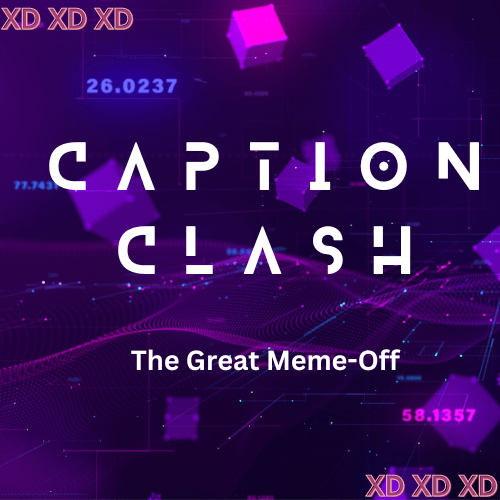 XD XD XD
26.0237
CAPTION
CLASH
The Great Meme-Off
58.1357
XD XD XD